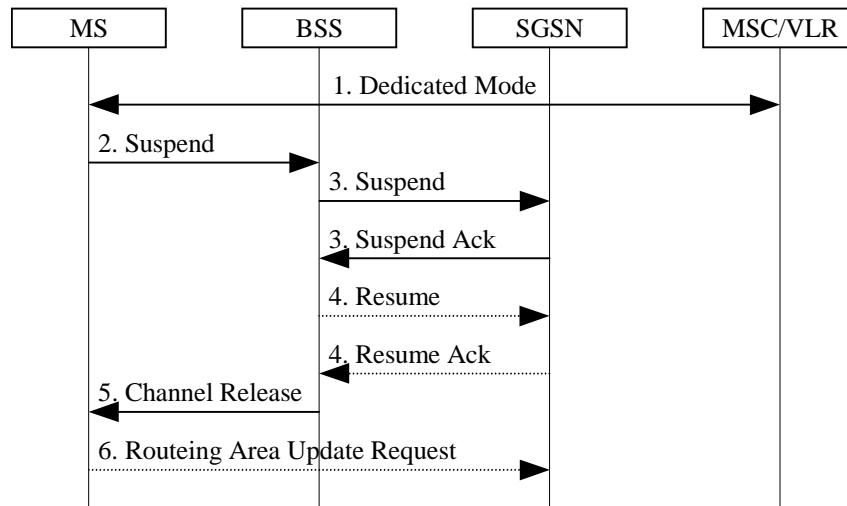 MS BSS SGSN MSC/VLR
1. Dedicated Mode
2. Suspend
3. Suspend
3. Suspend Ack
4. Resume
4. Resume Ack
5. Channel Release
6. Routeing Area Update Request